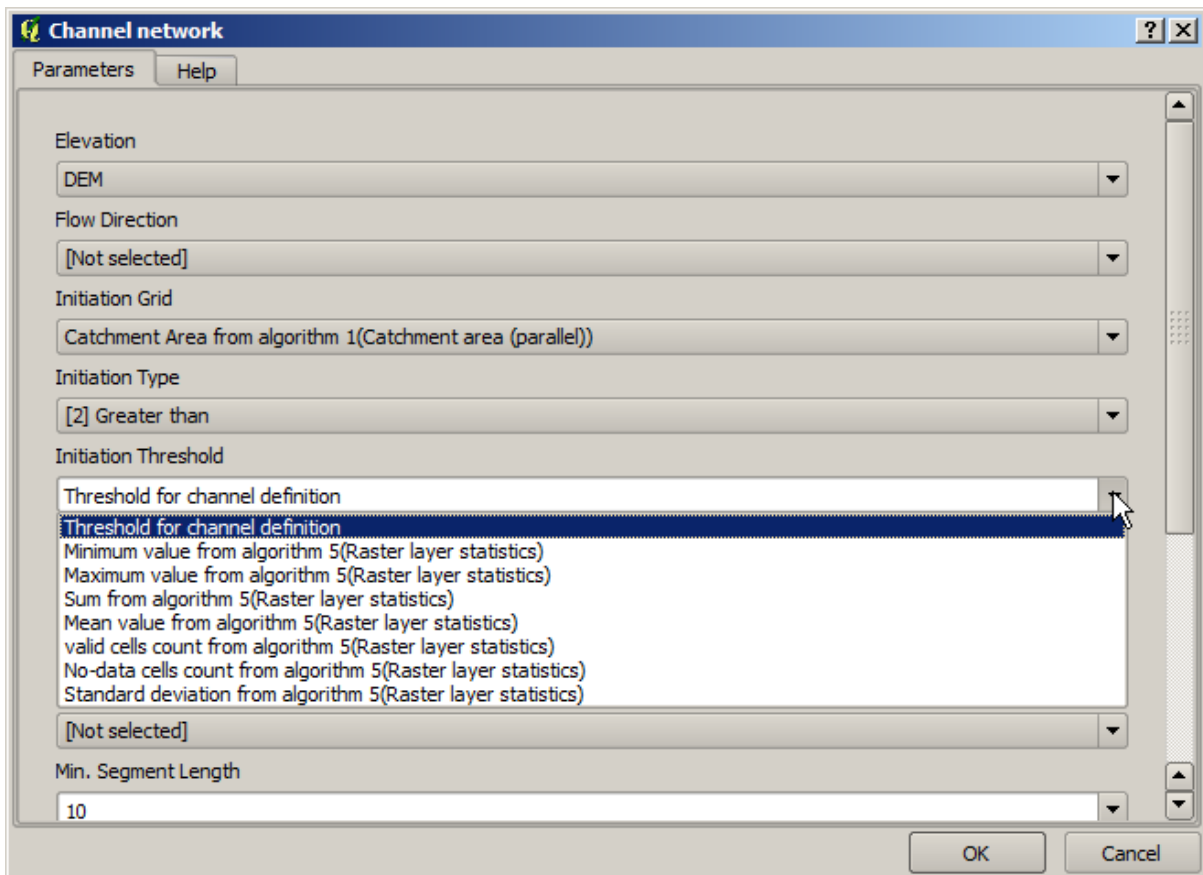 Channel network
Parameters
Help
Elevation
DEM
Flow Direction
[Not selected]
Initiation Grid
Catchment Area from algorithm 1(Catchment area (parallel))
Initiation Type
[2] Greater than
Initiation Threshold
Threshold for channel definition
Threshold for channel definition
Minimum value from algorithm 5(Raster layer statistics)
Maximum value from algorithm 5(Raster layer statistics)
Sum from algorithm 5(Raster layer statistics)
Mean value from algorithm 5(Raster layer statistics)
valid cells count from algorithm 5(Raster layer statistics)
No-data cells count from algorithm 5(Raster layer statistics)
Standard deviation from algorithm 5(Raster layer statistics)
[Not selected]
Min. Segment Length
10
OK
Cancel